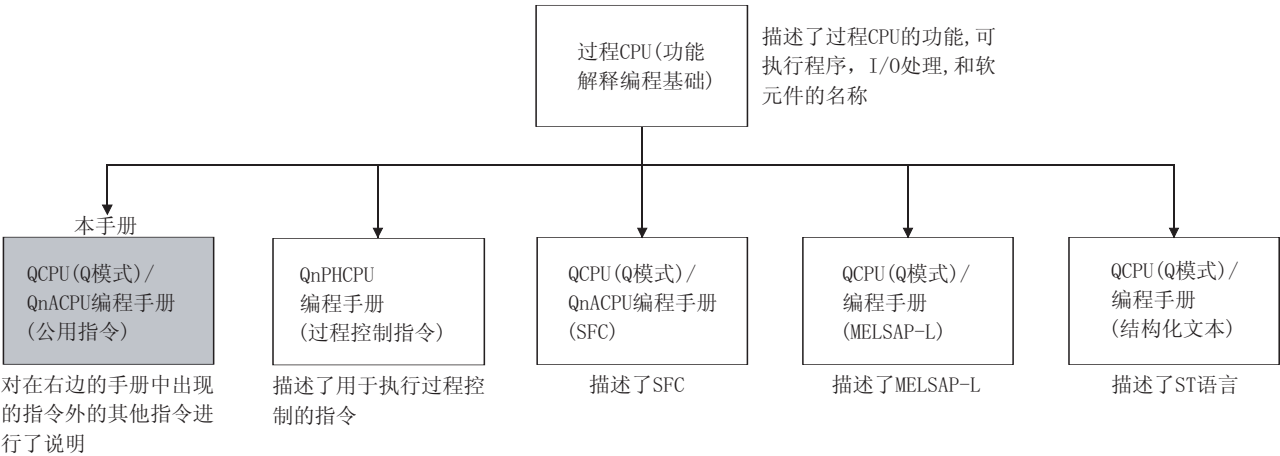 过程CPU(功能
解释编程基础)
描述了过程CPU的功能,可
执行程序，I/O处理,和软
元件的名称
本手册
QCPU(Q模式)/
QnACPU编程手册
(公用指令)
对在右边的手册中出现
的指令外的其他指令进
行了说明
QnPHCPU
编程手册
(过程控制指令)
描述了用于执行过程控
制的指令
QCPU(Q模式)/
QnACPU编程手册
(SFC)
描述了SFC
QCPU(Q模式)/
编程手册
(MELSAP-L)
描述了MELSAP-L
QCPU(Q模式)/
编程手册
(结构化文本)
描述了ST语言